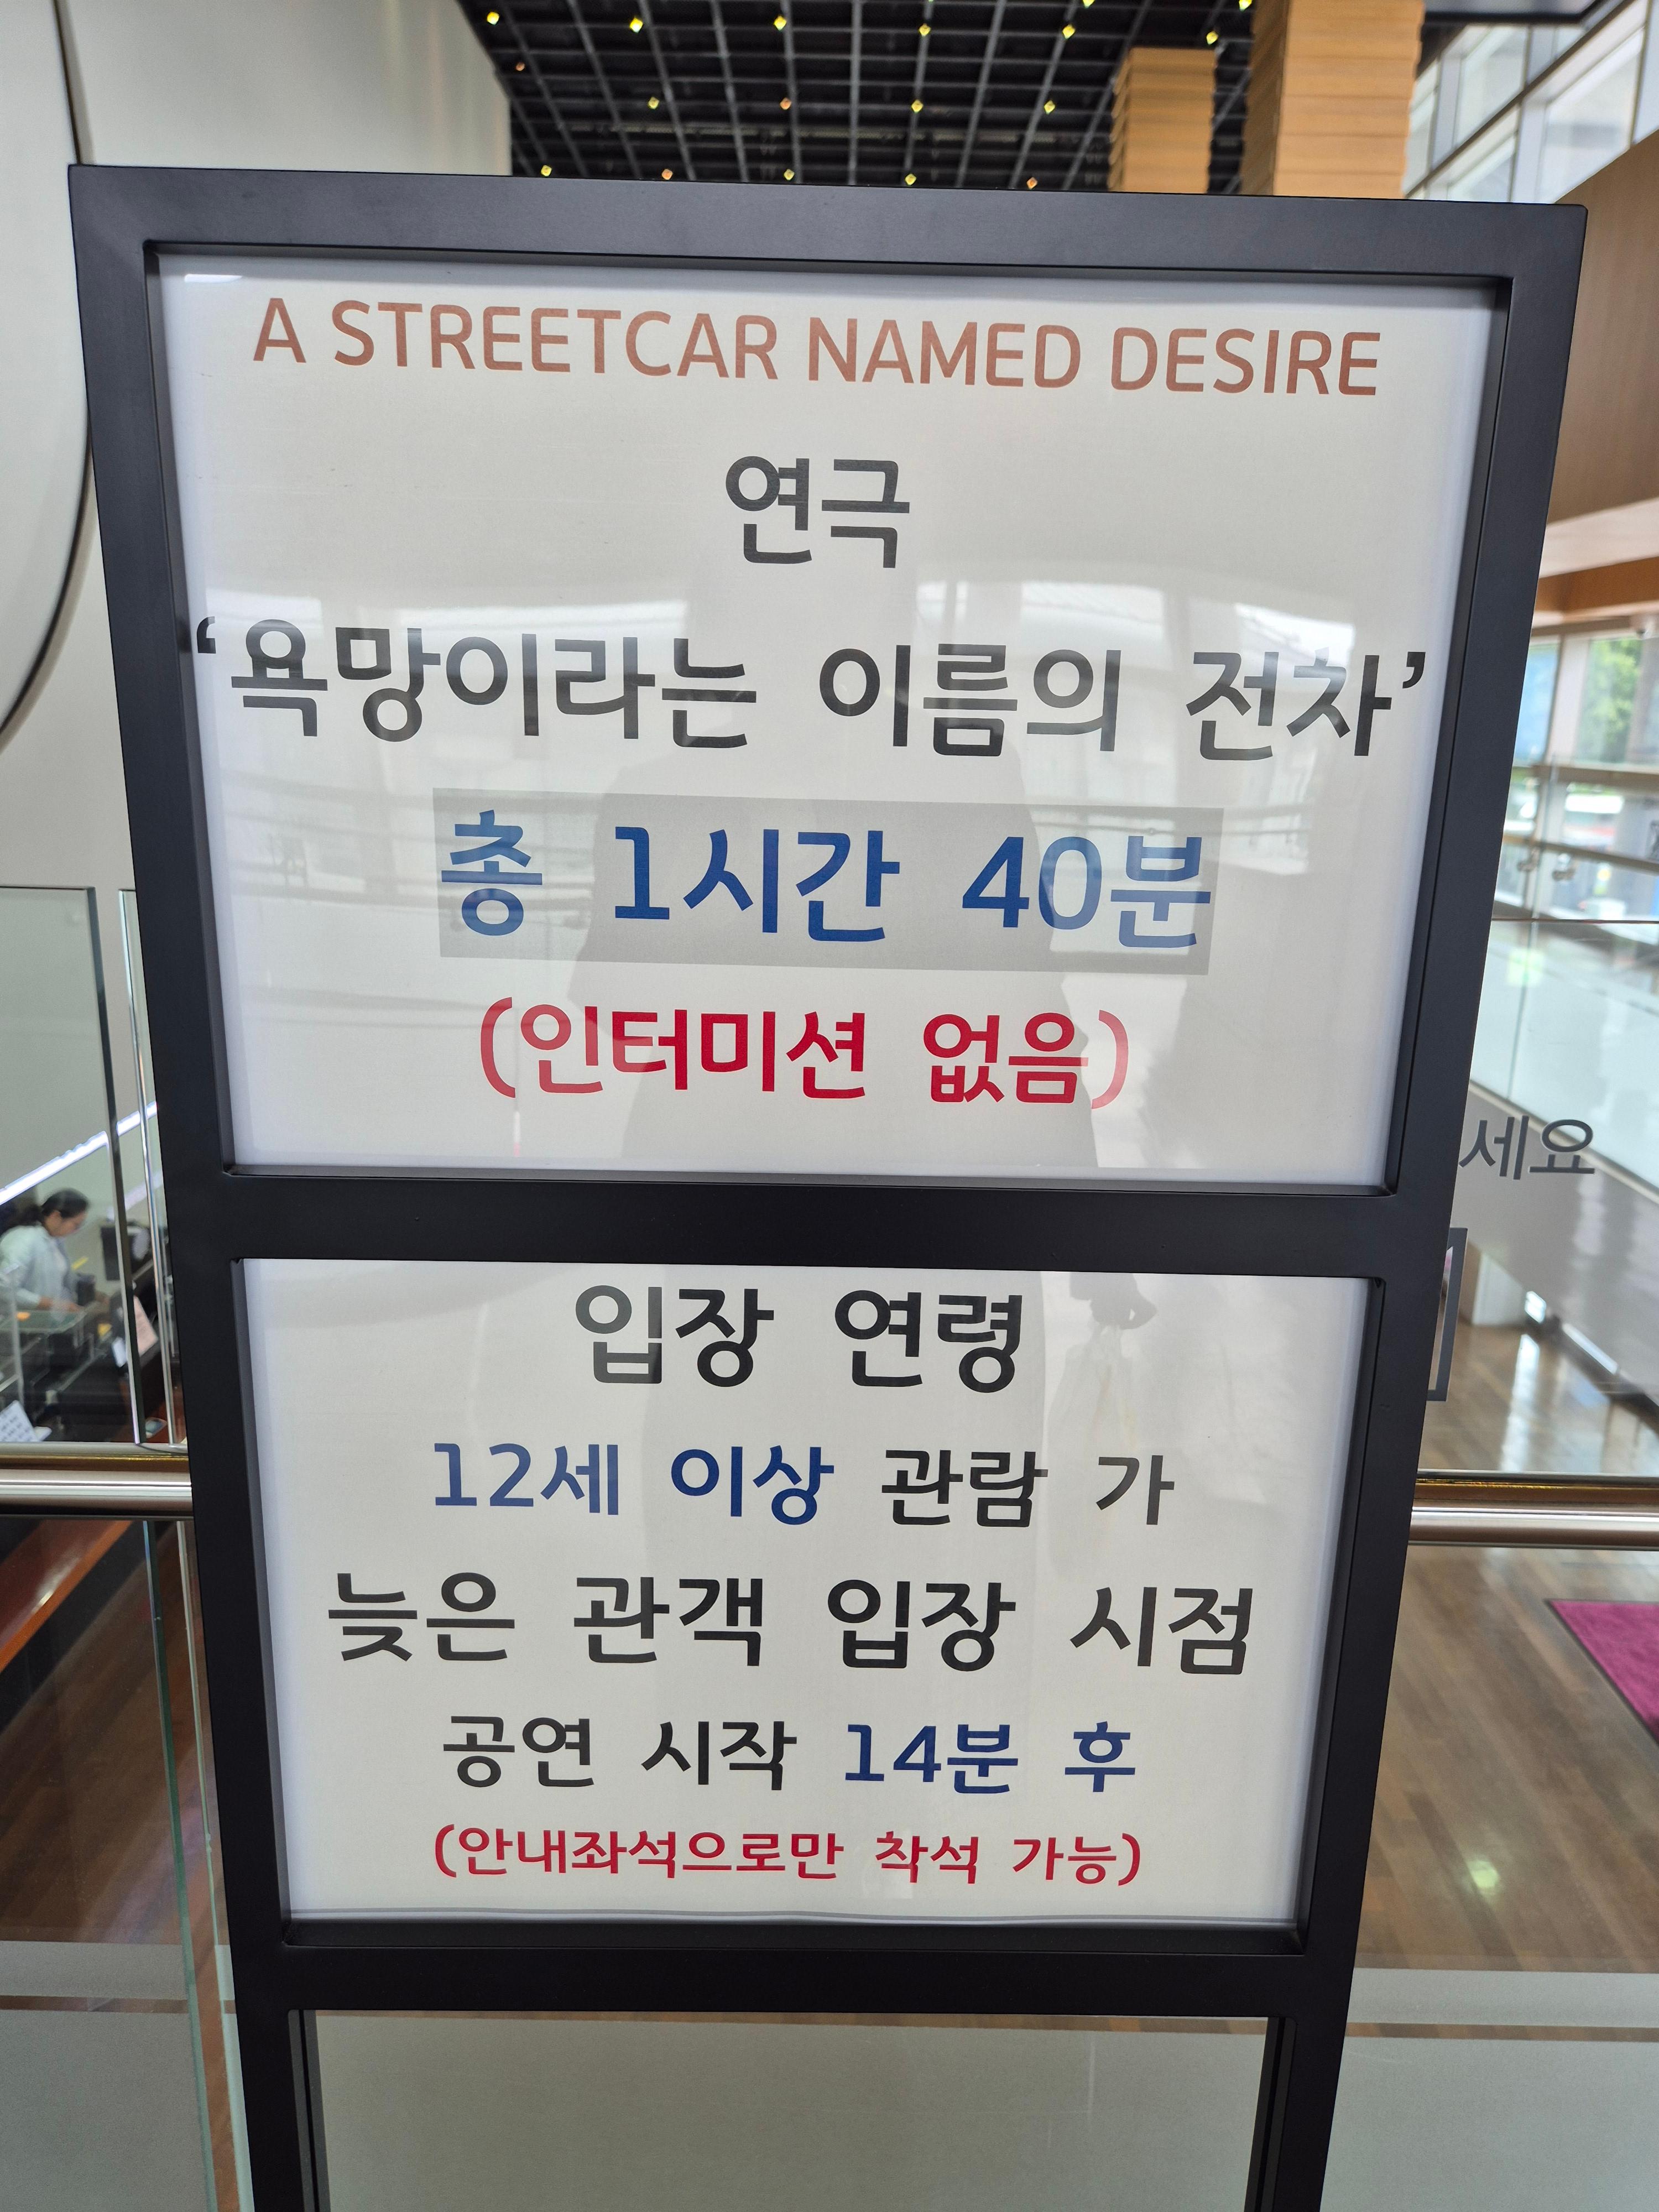 A STREETCAR NAMED DESIRE
연극
‘욕망이라는 이름의 전차’
총 1시간 40분
(인터미션 없음)
세요
입장 연령
12세 이상 관람 가
늦은 관객 입장 시점
공연 시작 14분 후
(안내좌석으로만 착석 가능)